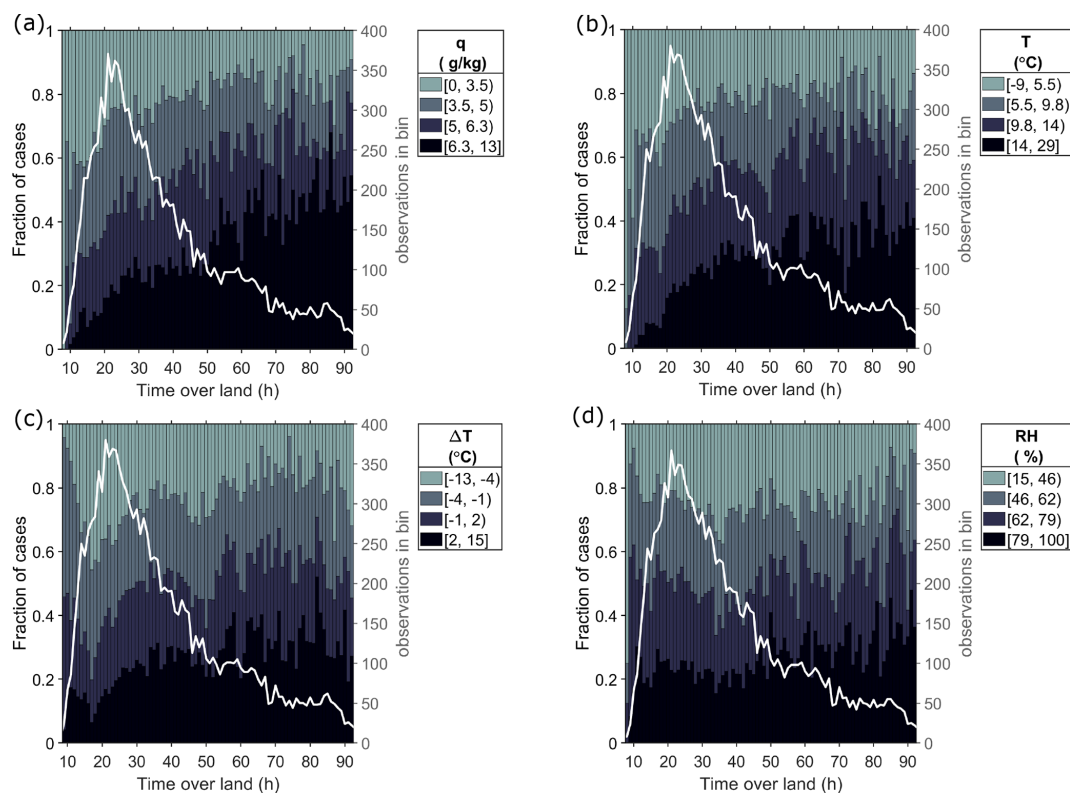 (a)
1
0.8
0.6
0.4
0.2
0
Fraction of cases
10 20 30 40 50 60 70 80 90
Time over land (h)
400
350
300
250
200
150
100
50
0
observations in bin
q
( g/kg)
[0, 3.5)
[3.5, 5)
[5, 6.3)
[6.3, 13]
(b)
1
0.8
0.6
0.4
0.2
0
Fraction of cases
10 20 30 40 50 60 70 80 90
Time over land (h)
400
350
300
250
200
150
100
50
0
observations in bin
T
(°C)
[-9, 5.5)
[5.5, 9.8)
[9.8, 14)
[14, 29]
(c)
1
0.8
0.6
0.4
0.2
0
Fraction of cases
10 20 30 40 50 60 70 80 90
Time over land (h)
400
350
300
250
200
150
100
50
0
observations in bin
ΔT
(°C)
[-13, -4)
[-4, -1)
[-1, 2)
[2, 15]
(d)
1
0.8
0.6
0.4
0.2
0
Fraction of cases
10 20 30 40 50 60 70 80 90
Time over land (h)
400
350
300
250
200
150
100
50
0
observations in bin
RH
( %)
[15, 46)
[46, 62)
[62, 79)
[79, 100]